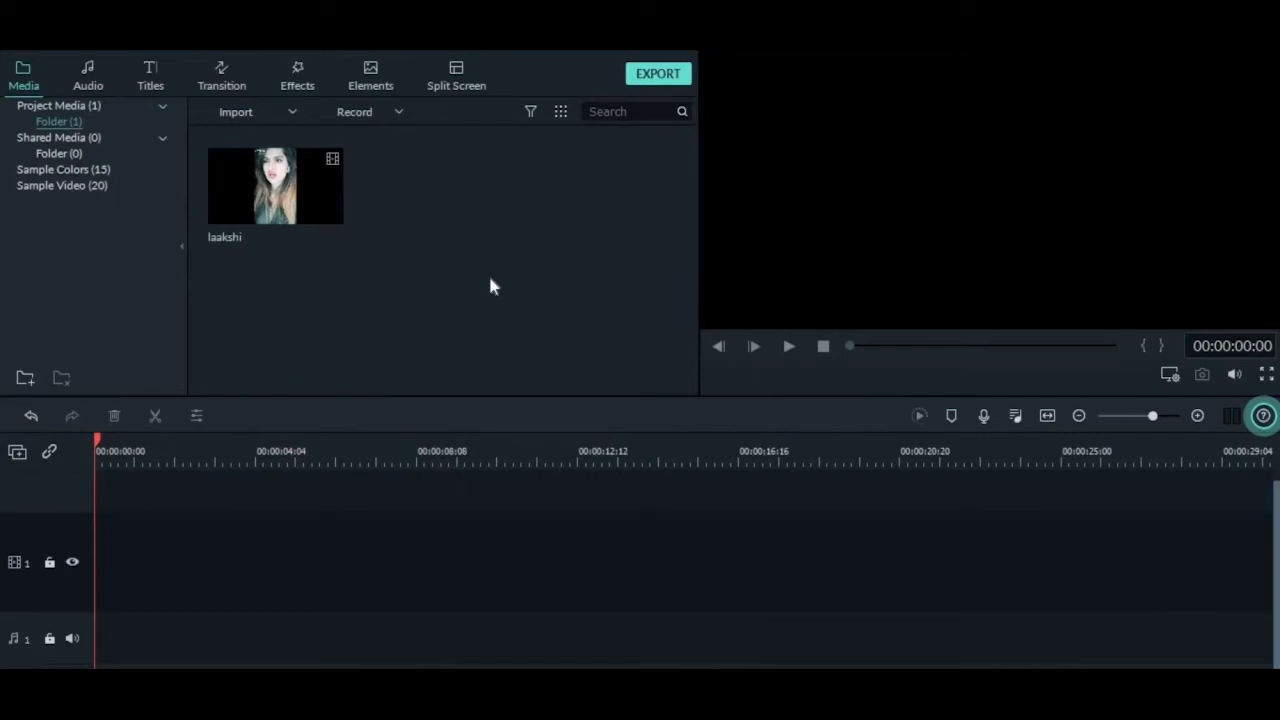 Media Audio Titles Transition Effects Elements Split Screen EXPORT
Project Media (1)
Folder (1)
Shared Media (0)
Folder (0)
Sample Colors (15)
Sample Video (20)
Import Record Search
laakshi
{ } 00:00:00:00
00:00:00:00 00:00:04:04 00:00:08:08 00:00:12:12 00:00:16:16 00:00:20:20 00:00:25:00 00:00:29:04
1
1